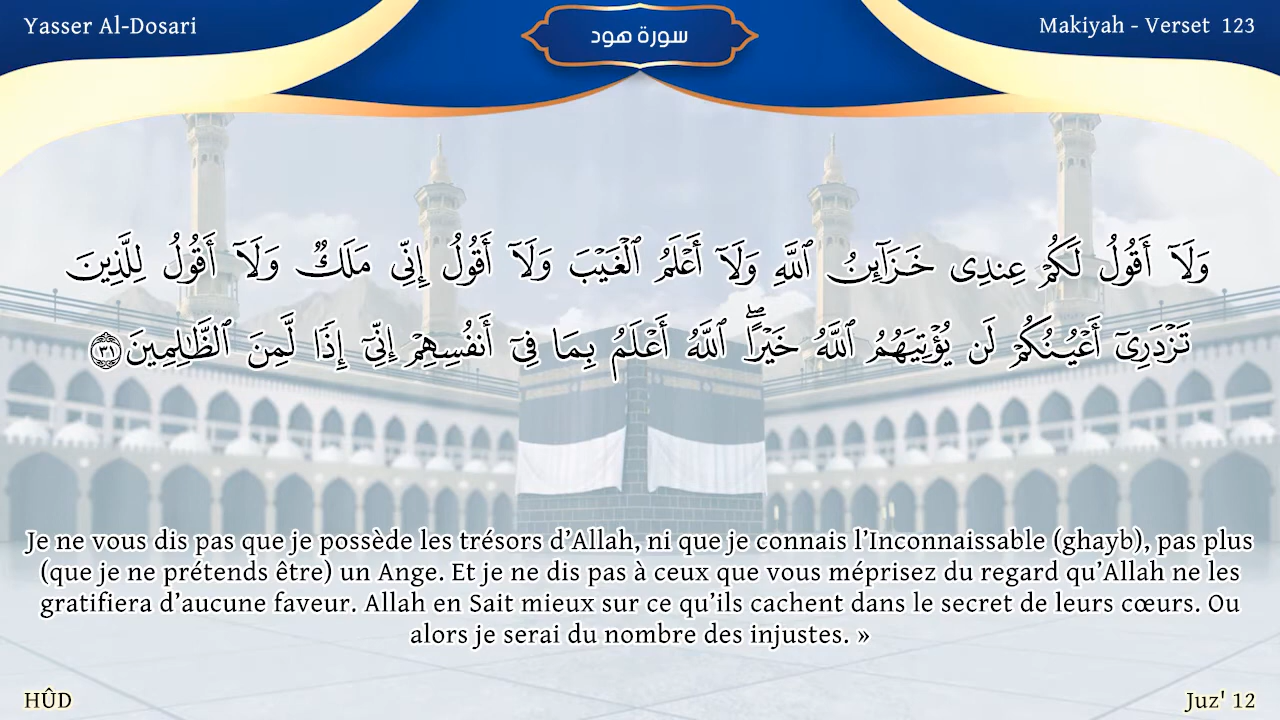 Yasser Al-Dosari
سورة هود
Makiyah - Verset 123
وَلَآ أَقُولُ لَكُمْ عِندِى خَزَآئِنُ ٱللَّهِ وَلَآ أَعْلَمُ ٱلْغَيْبَ وَلَآ أَقُولُ إِنِّى مَلَكٌ وَلَآ أَقُولُ لِلَّذِينَ
تَزْدَرِىٓ أَعْيُنُكُمْ لَن يُؤْتِيَهُمُ ٱللَّهُ خَيْرًا ۖ ٱللَّهُ أَعْلَمُ بِمَا فِىٓ أَنفُسِهِمْ إِنِّىٓ إِذًا لَّمِنَ ٱلظَّـٰلِمِينَ ٣١
Je ne vous dis pas que je possède les trésors d’Allah, ni que je connais l’Inconnaissable (ghayb), pas plus
(que je ne prétends être) un Ange. Et je ne dis pas à ceux que vous méprisez du regard qu’Allah ne les
gratifiera d’aucune faveur. Allah en Sait mieux sur ce qu’ils cachent dans le secret de leurs cœurs. Ou
alors je serai du nombre des injustes. »
HÛD
Juz' 12